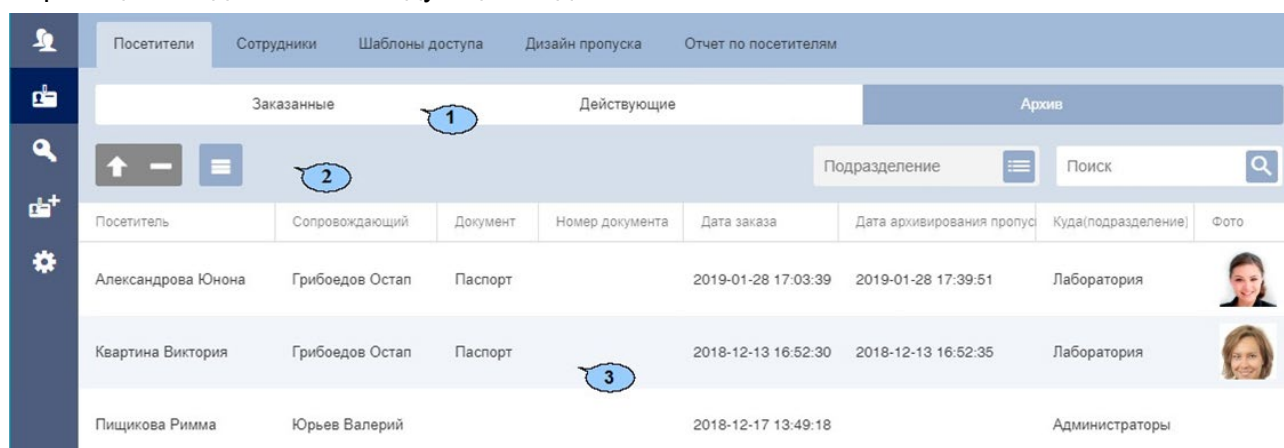 Посетители Сотрудники Шаблоны доступа Дизайн пропуска Отчет по посетителям
Заказанные Действующие Архив
1
2
Подразделение Поиск
Посетитель Сопровождающий Документ Номер документа Дата заказа Дата архивирования пропус Куда(подразделение) Фото
Александрова Юнона Грибоедов Остап Паспорт 2019-01-28 17:03:39 2019-01-28 17:39:51 Лаборатория
Квартина Виктория Грибоедов Остап Паспорт 2018-12-13 16:52:30 2018-12-13 16:52:35 Лаборатория
3
Пищикова Римма Юрьев Валерий 2018-12-17 13:49:18 Администраторы